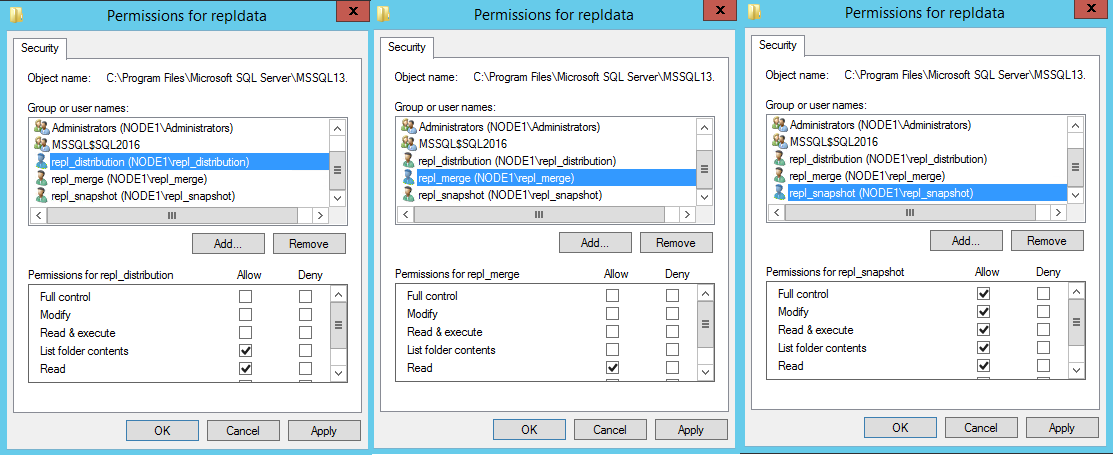 Permissions for repldata
x
Security
Object name: C:\Program Files\Microsoft SQL Server\MSSQL13.
Group or user names:
Administrators (NODE1\Administrators)
MSSQL$SQL2016
repl_distribution (NODE1\repl_distribution)
repl_merge (NODE1\repl_merge)
repl_snapshot (NODE1\repl_snapshot)
Add... Remove
Permissions for repl_distribution Allow Deny
Full control
Modify
Read & execute
List folder contents
Read
OK Cancel Apply
Permissions for repldata
x
Security
Object name: C:\Program Files\Microsoft SQL Server\MSSQL13.
Group or user names:
Administrators (NODE1\Administrators)
MSSQL$SQL2016
repl_distribution (NODE1\repl_distribution)
repl_merge (NODE1\repl_merge)
repl_snapshot (NODE1\repl_snapshot)
Add... Remove
Permissions for repl_merge Allow Deny
Full control
Modify
Read & execute
List folder contents
Read
OK Cancel Apply
Permissions for repldata
x
Security
Object name: C:\Program Files\Microsoft SQL Server\MSSQL13.
Group or user names:
Administrators (NODE1\Administrators)
MSSQL$SQL2016
repl_distribution (NODE1\repl_distribution)
repl_merge (NODE1\repl_merge)
repl_snapshot (NODE1\repl_snapshot)
Add... Remove
Permissions for repl_snapshot Allow Deny
Full control
Modify
Read & execute
List folder contents
Read
OK Cancel Apply